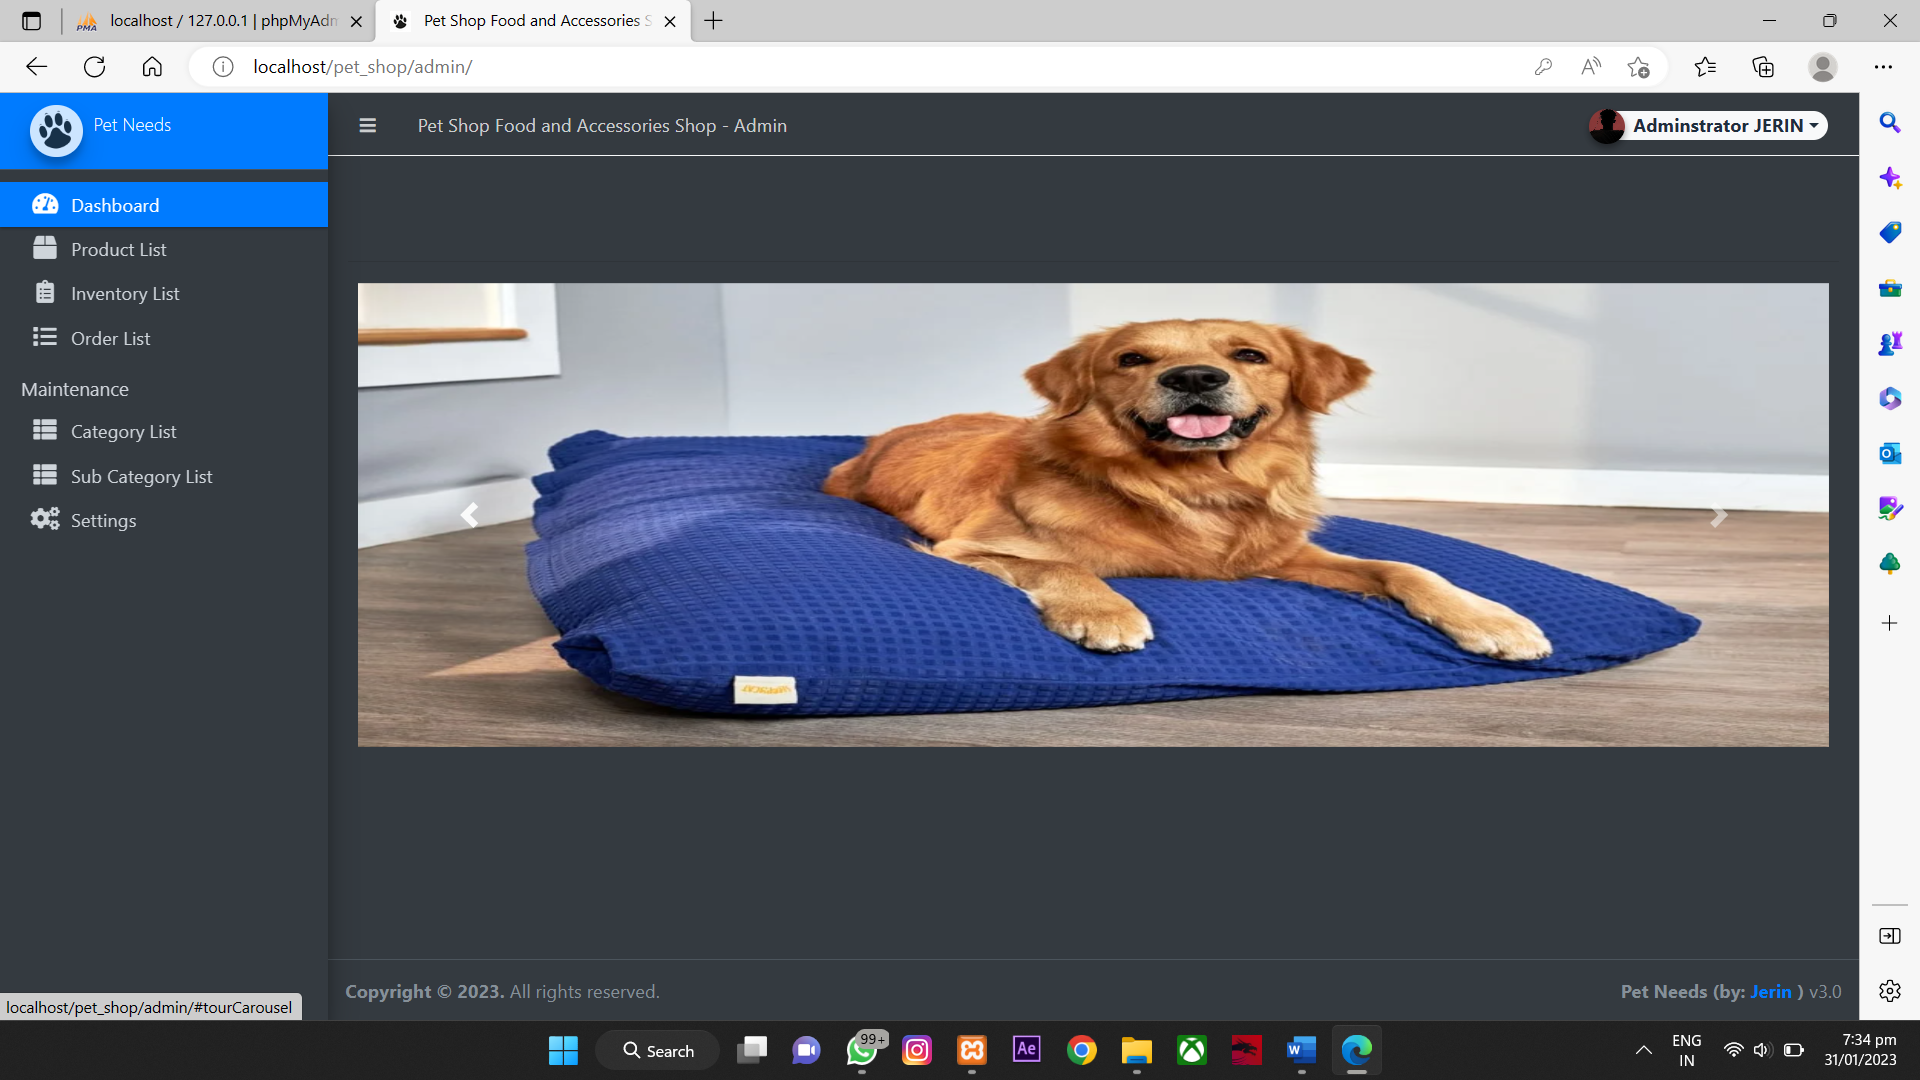 localhost / 127.0.0.1 | phpMyAdm
Pet Shop Food and Accessories S
localhost/pet_shop/admin/
Pet Needs
Pet Shop Food and Accessories Shop - Admin
Adminstrator JERIN
Dashboard
Product List
Inventory List
Order List
Maintenance
Category List
Sub Category List
Settings
Copyright © 2023. All rights reserved.
Pet Needs (by: Jerin ) v3.0
localhost/pet_shop/admin/#tourCarousel
Search
99+
Ae
ENG
IN
7:34 pm
31/01/2023